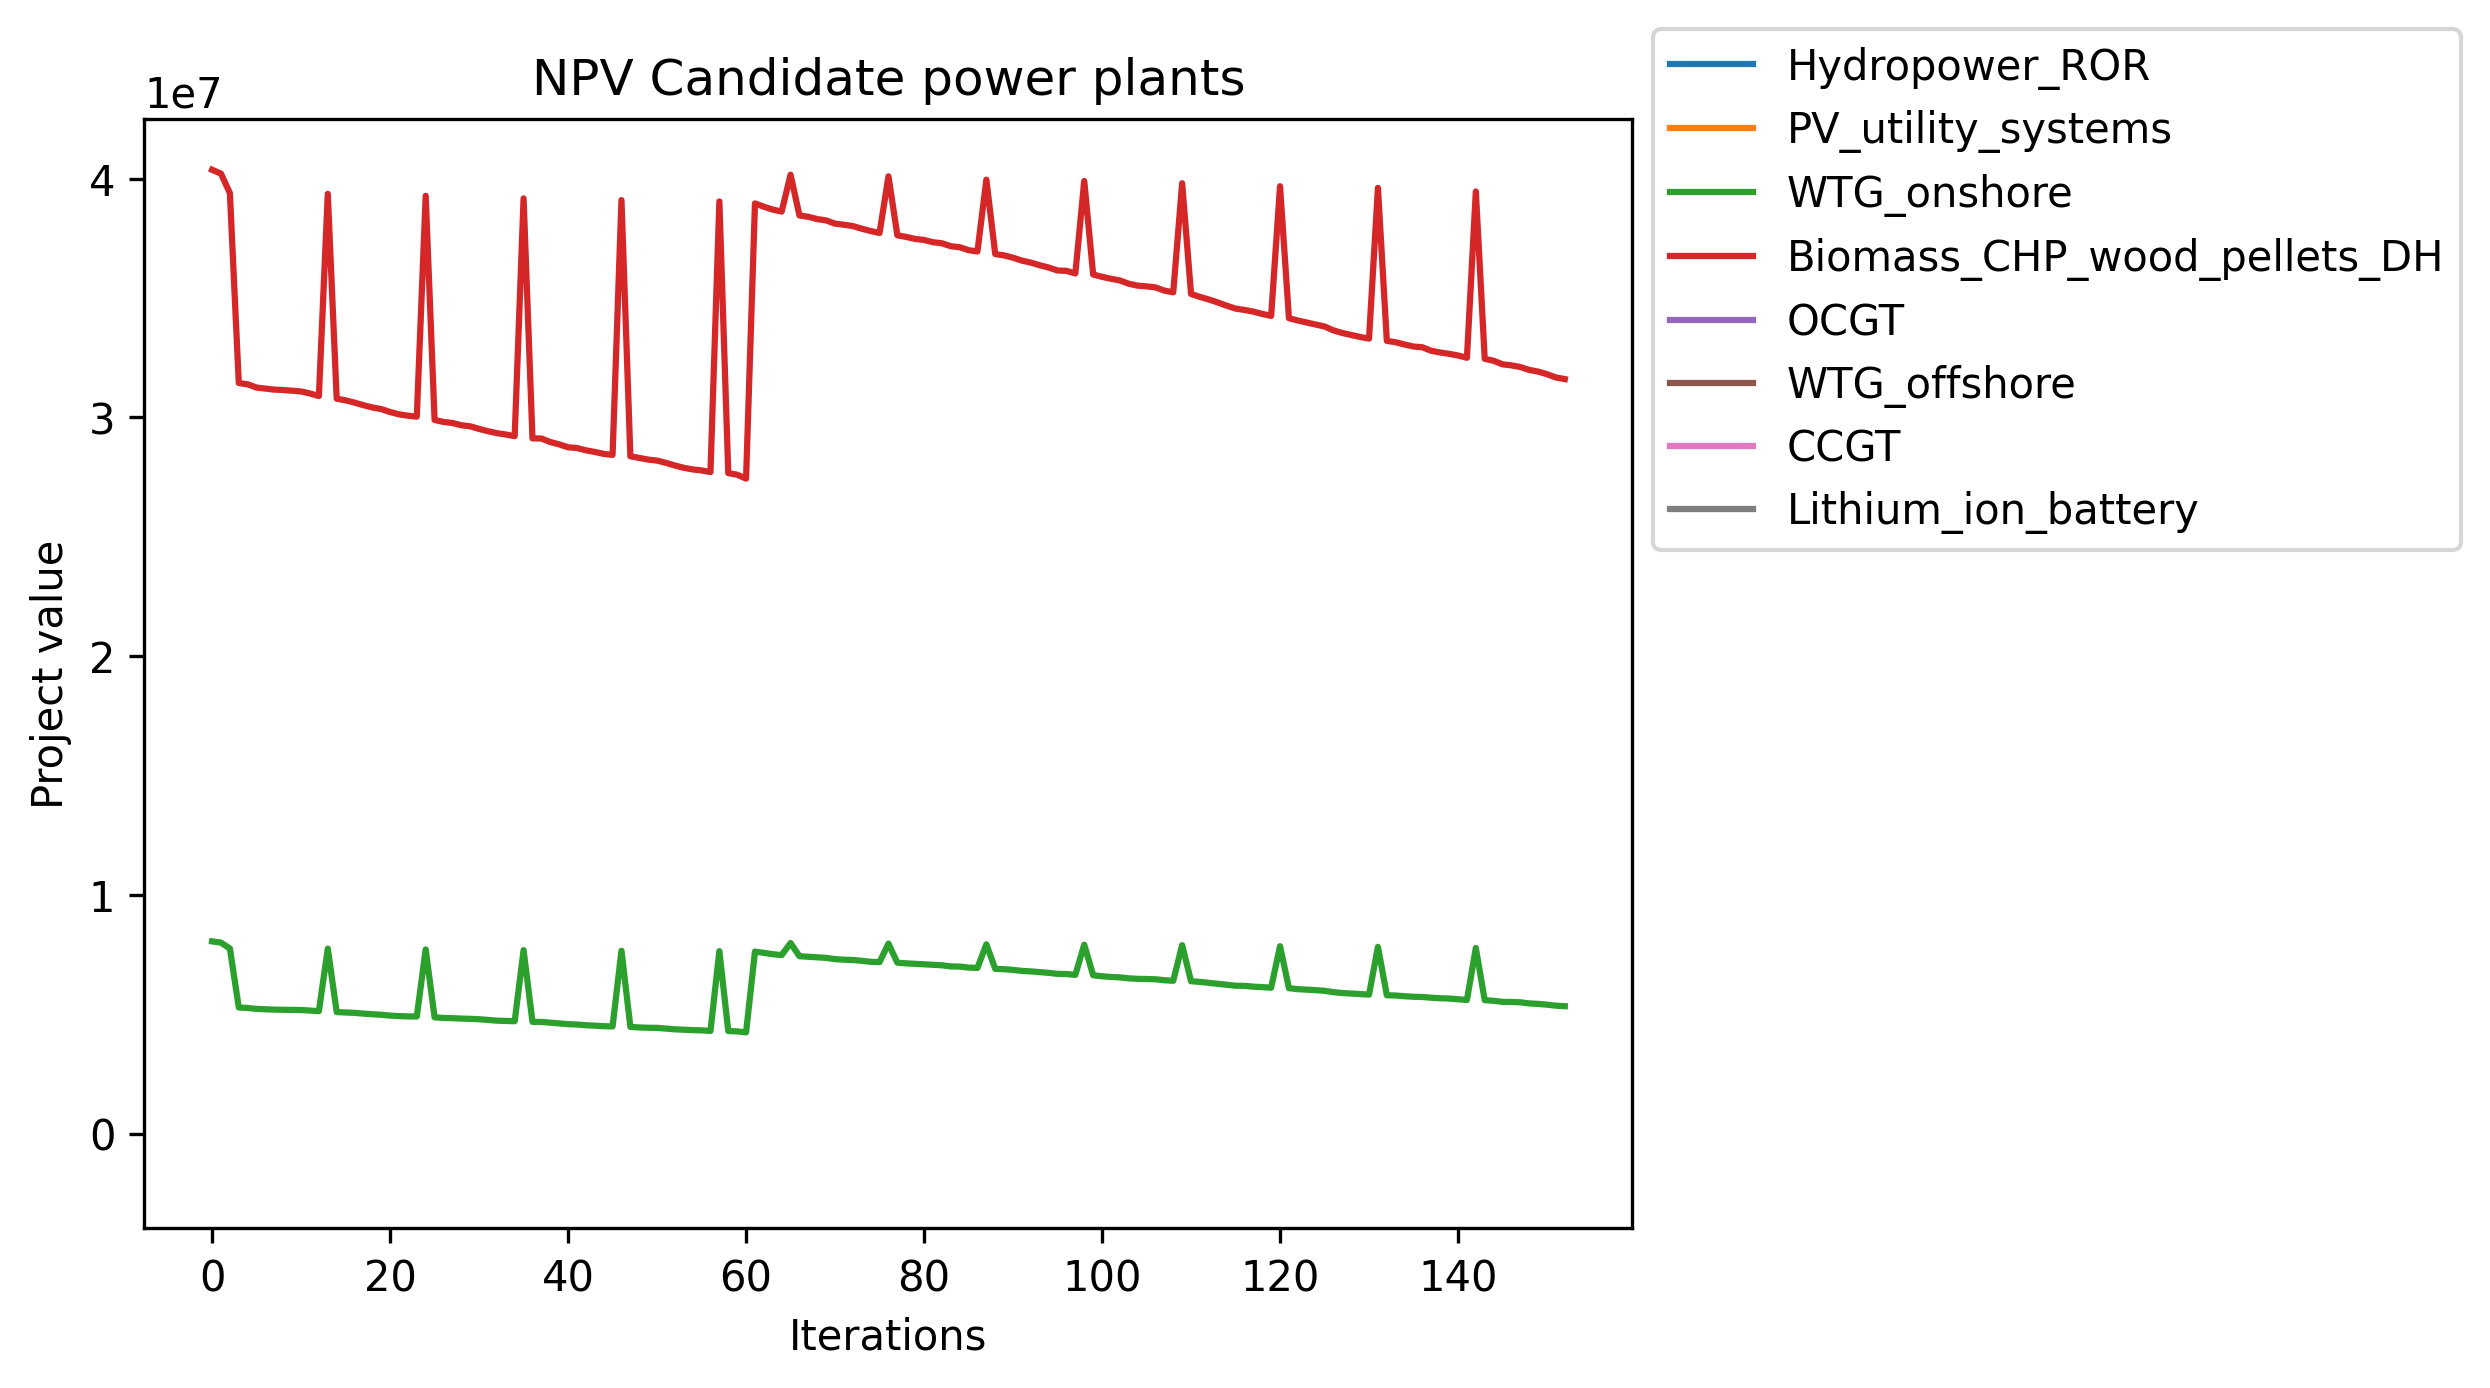 NPV Candidate power plants
1e7
4
3
2
1
0
Project value
0 20 40 60 80 100 120 140
Iterations
Hydropower_ROR
PV_utility_systems
WTG_onshore
Biomass_CHP_wood_pellets_DH
OCGT
WTG_offshore
CCGT
Lithium_ion_battery